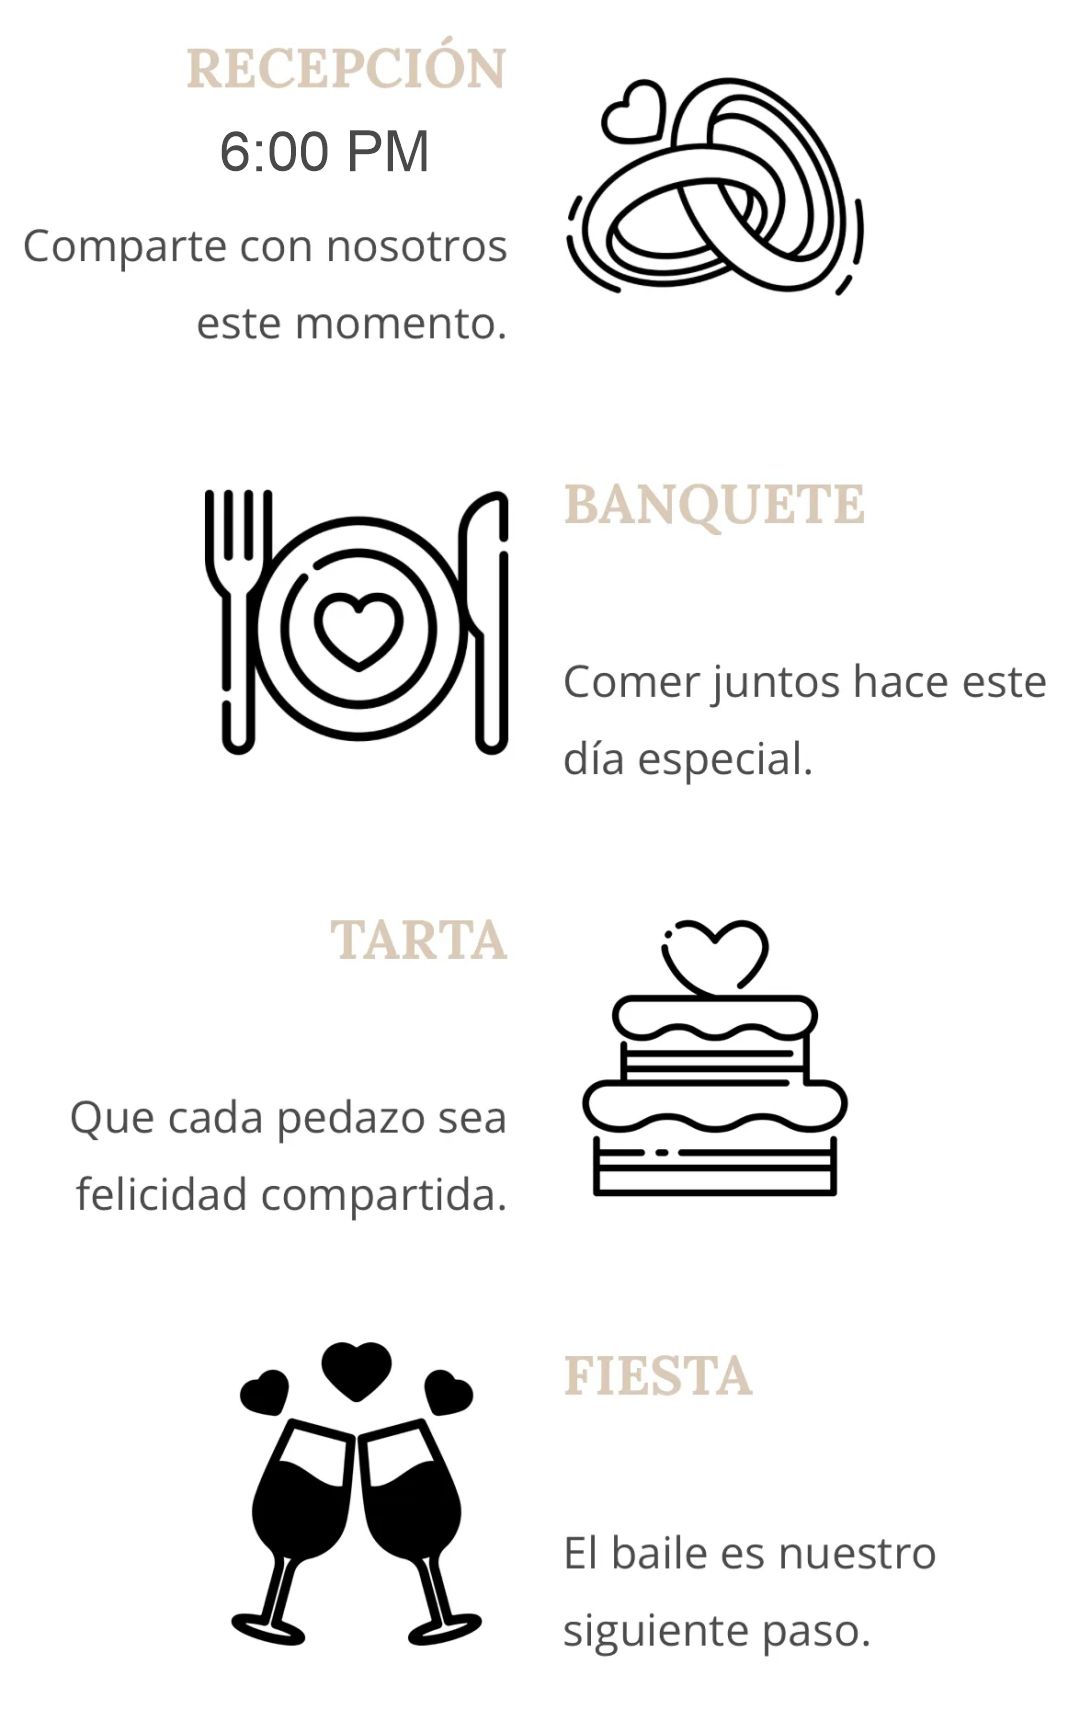 RECEPCIÓN
6:00 PM
Comparte con nosotros
este momento.
BANQUETE
Comer juntos hace este
día especial.
TARTA
Que cada pedazo sea
felicidad compartida.
FIESTA
El baile es nuestro
siguiente paso.